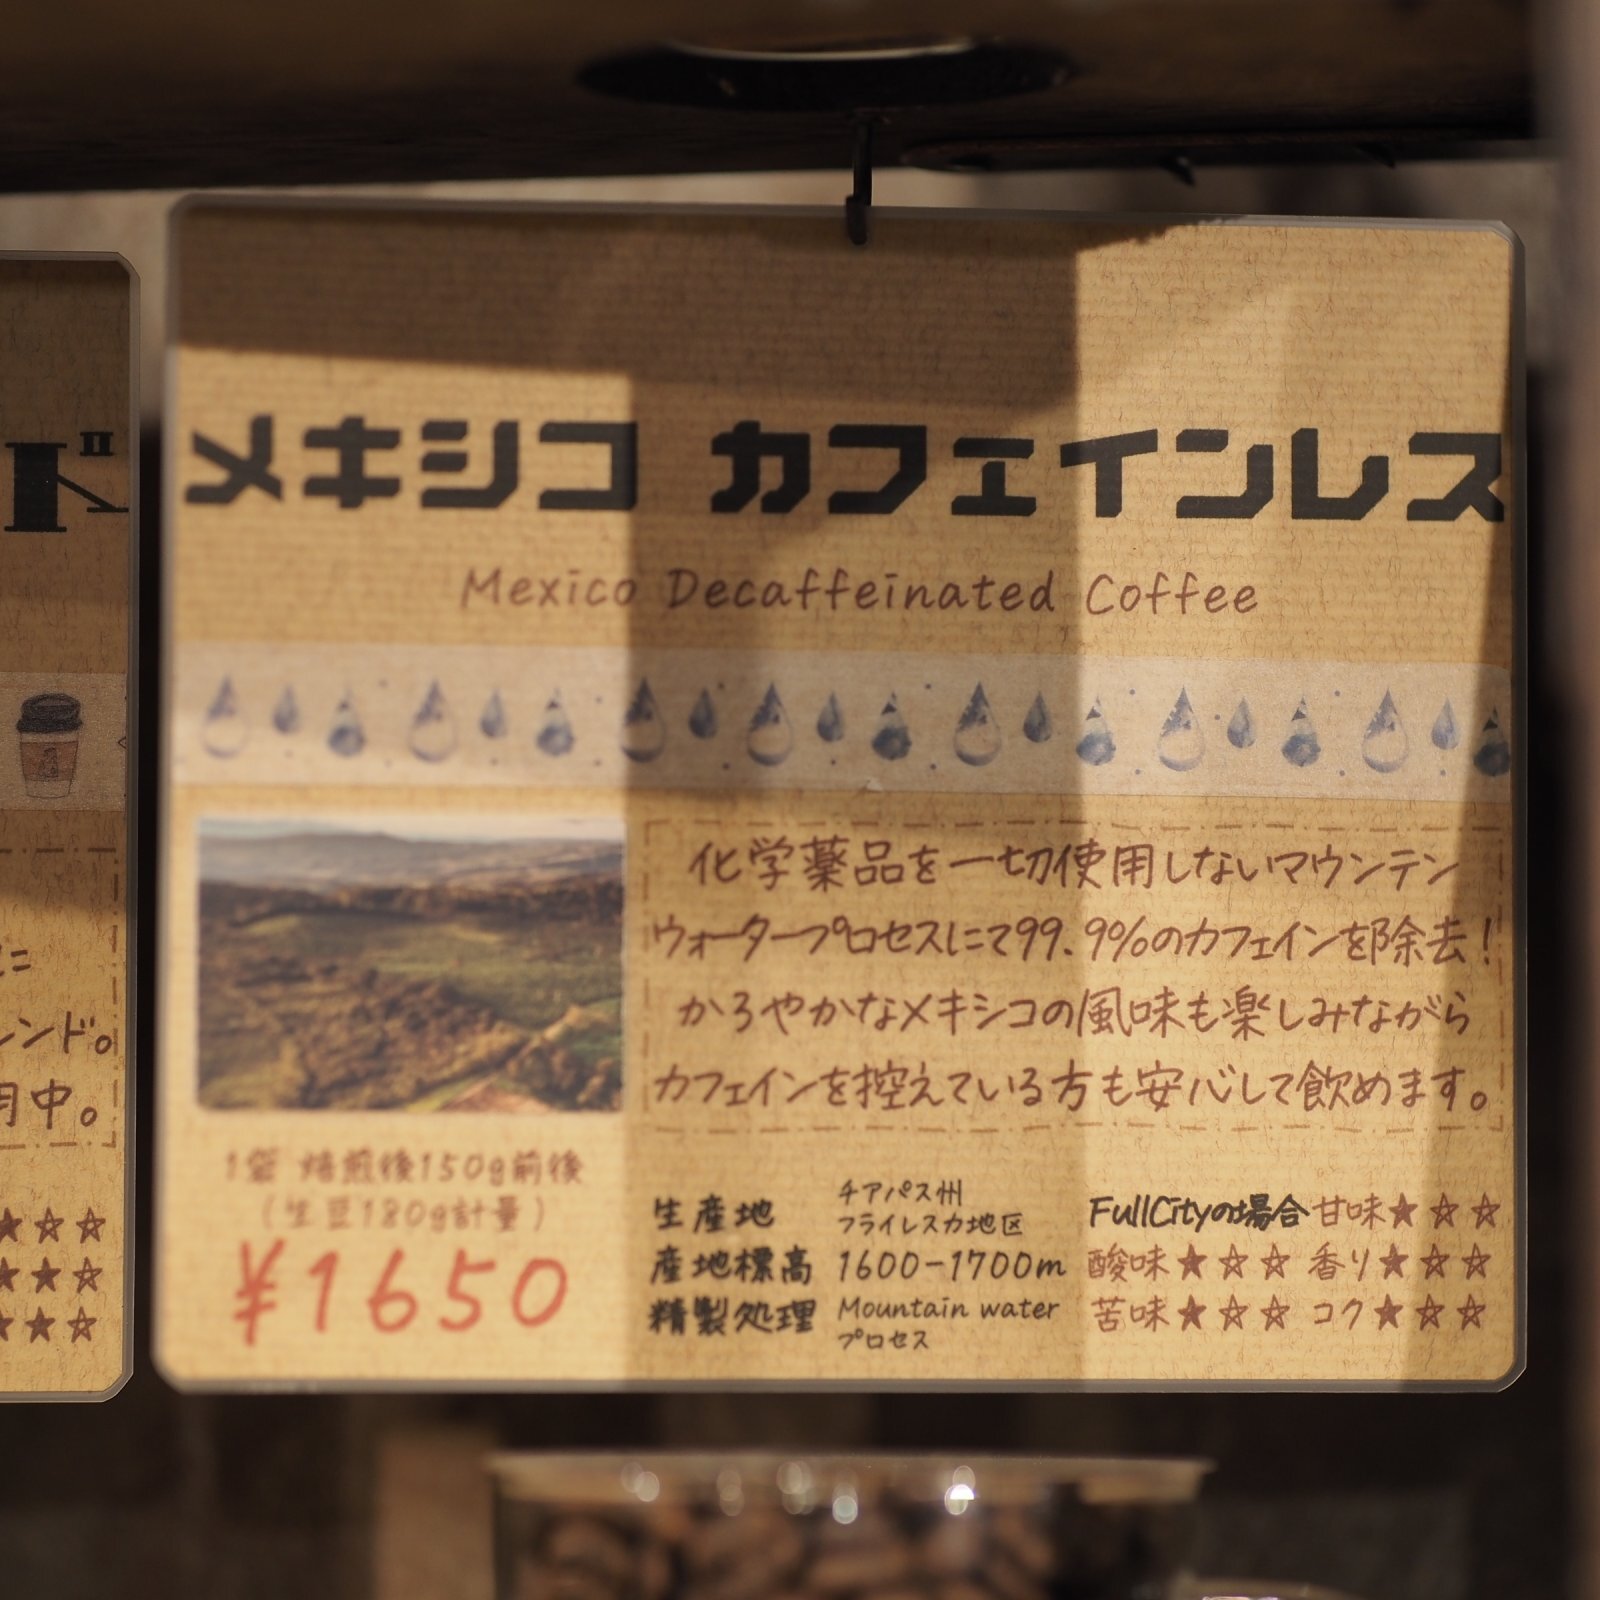 ド
メキシコ カフェインレス
Mexico Decaffeinated Coffee
化学薬品を一切使用しないマウンテン
ウォータープロセスにて99.9%のカフェインを除去!
かろやかなメキシコの風味も楽しみながら
カフェインを控えている方も安心して飲めます。
に
ンド。
月中。
1袋 焙煎後150g前後
(生豆180g計量)
¥1650
生産地 チアパス州
フライレスカ地区
産地標高 1600-1700m
精製処理 Mountain water
プロセス
FullCityの場合 甘味★☆☆
酸味★☆☆ 香り★☆☆
苦味★☆☆ コク★☆☆
★☆☆
★★☆
★★☆